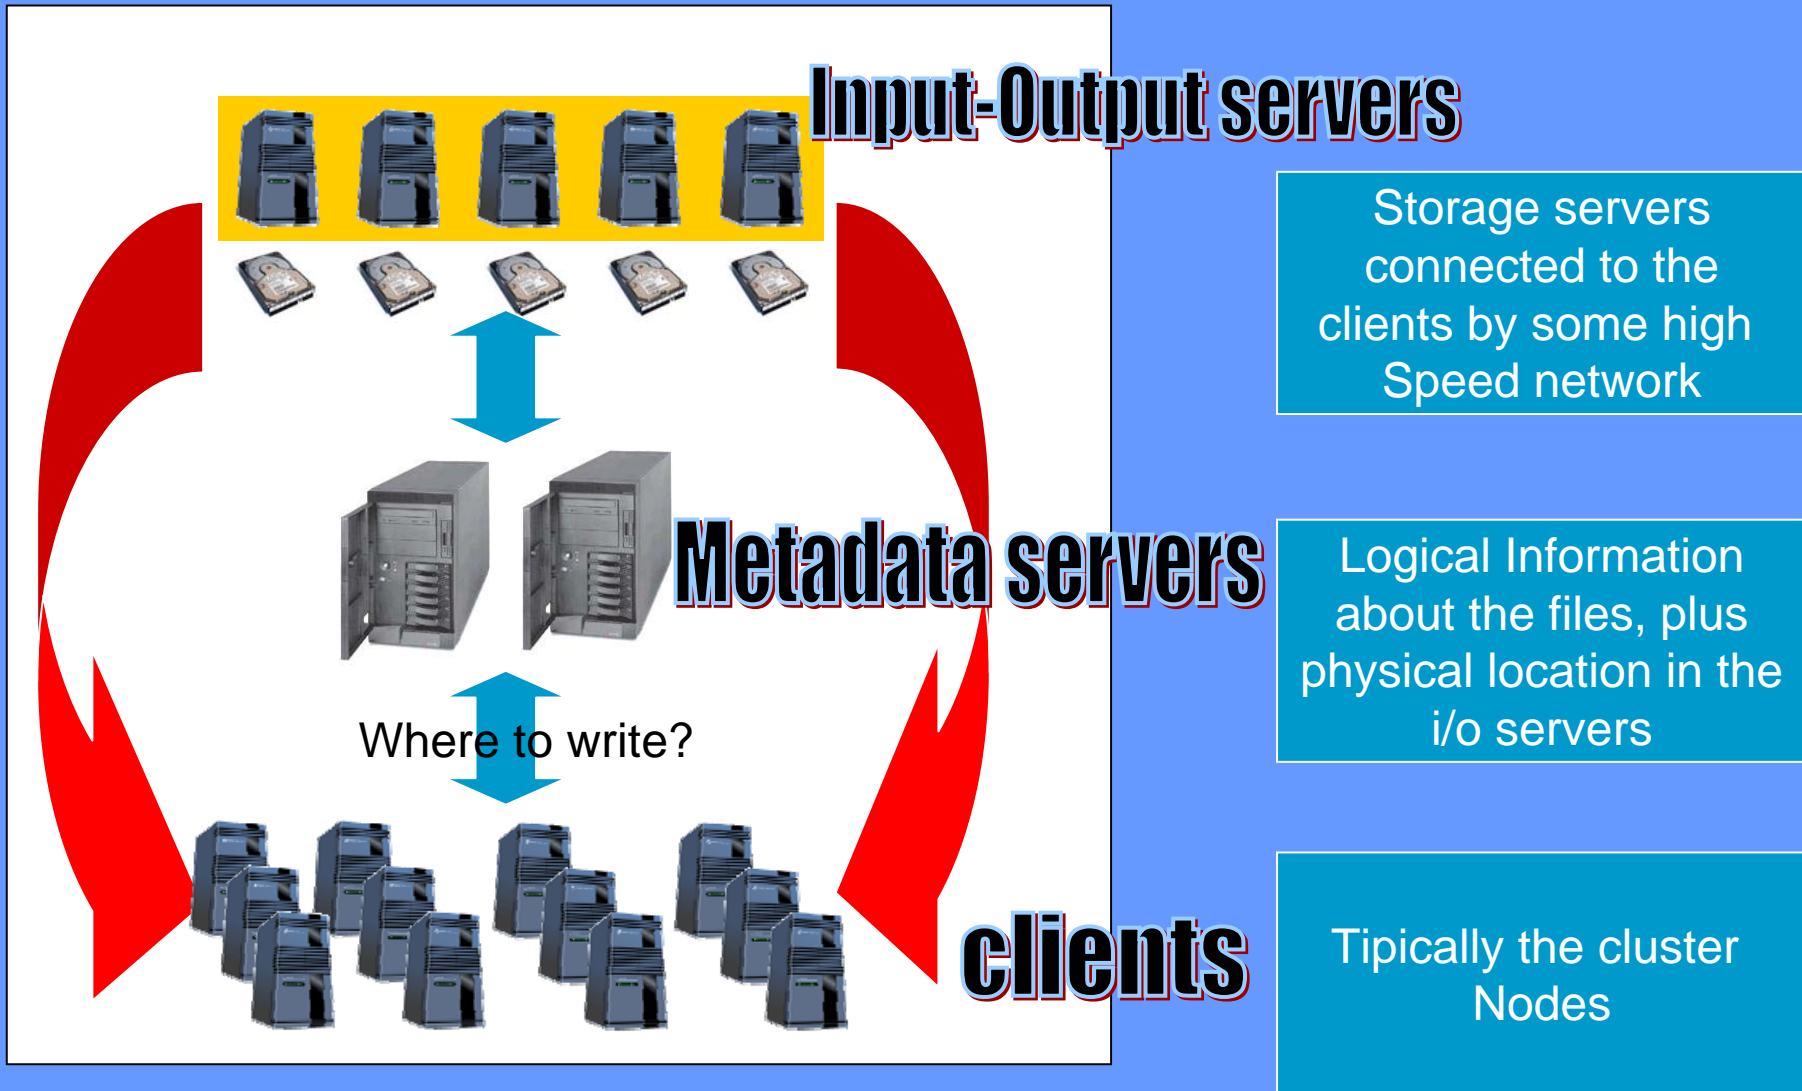 Input-Output servers
Storage servers
connected to the
clients by some high
Speed network
Metadata servers
Logical Information
about the files, plus
physical location in the
i/o servers
Where to write?
clients
Tipically the cluster
Nodes